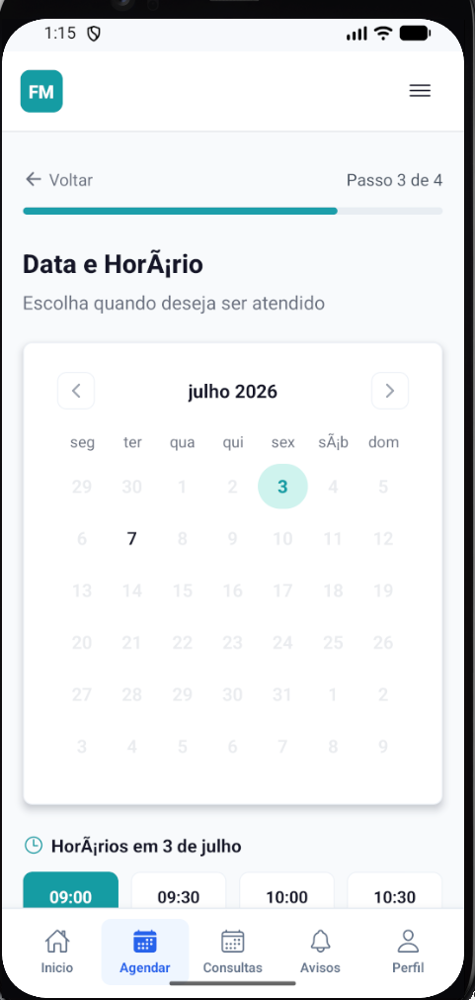 1:15
FM
Voltar Passo 3 de 4
Data e HorÃ¡rio
Escolha quando deseja ser atendido
julho 2026
seg ter qua qui sex sÃ¡b dom
29 30 1 2 3 4 5
6 7 8 9 10 11 12
13 14 15 16 17 18 19
20 21 22 23 24 25 26
27 28 29 30 31 1 2
3 4 5 6 7 8 9
HorÃ¡rios em 3 de julho
09:00 09:30 10:00 10:30
Inicio Agendar Consultas Avisos Perfil